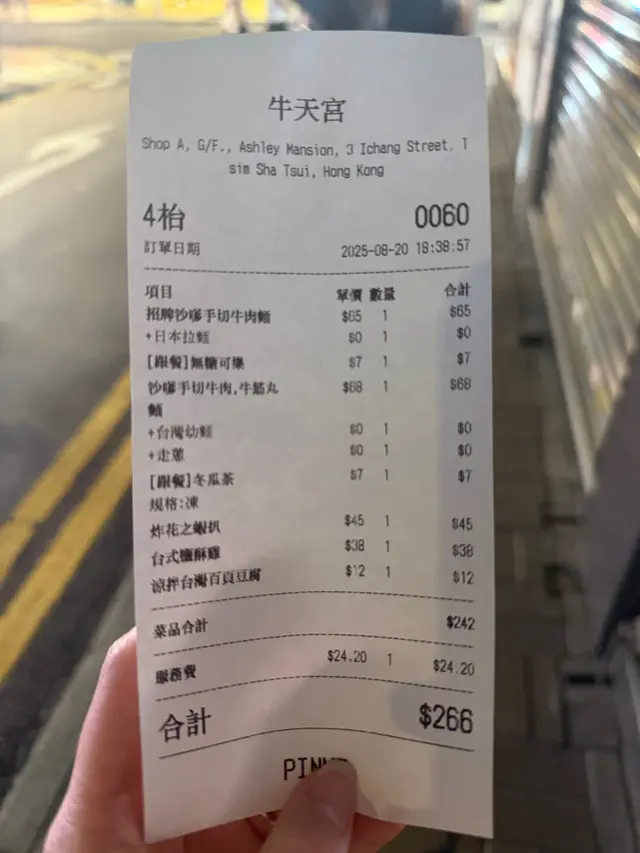 牛天宮
Shop A, G/F., Ashley Mansion, 3 Ichang Street, T
sim Sha Tsui, Hong Kong
4枱 0060
訂單日期 2025-08-20 18:38:57
項目 單價 數量 合計
招牌沙嗲手切牛肉麵 $65 1 $65
+日本拉麵 $0 1 $0
[跟餐]無糖可樂 $7 1 $7
沙嗲手切牛肉,牛筋丸 $68 1 $68
麵
+台灣幼麵 $0 1 $0
+走蔥 $0 1 $0
[跟餐]冬瓜茶 $7 1 $7
規格:凍
炸花之蝦扒 $45 1 $45
台式鹽酥雞 $38 1 $38
涼拌台灣百頁豆腐 $12 1 $12
菜品合計 $242
服務費 $24.20 1 $24.20
合計 $266